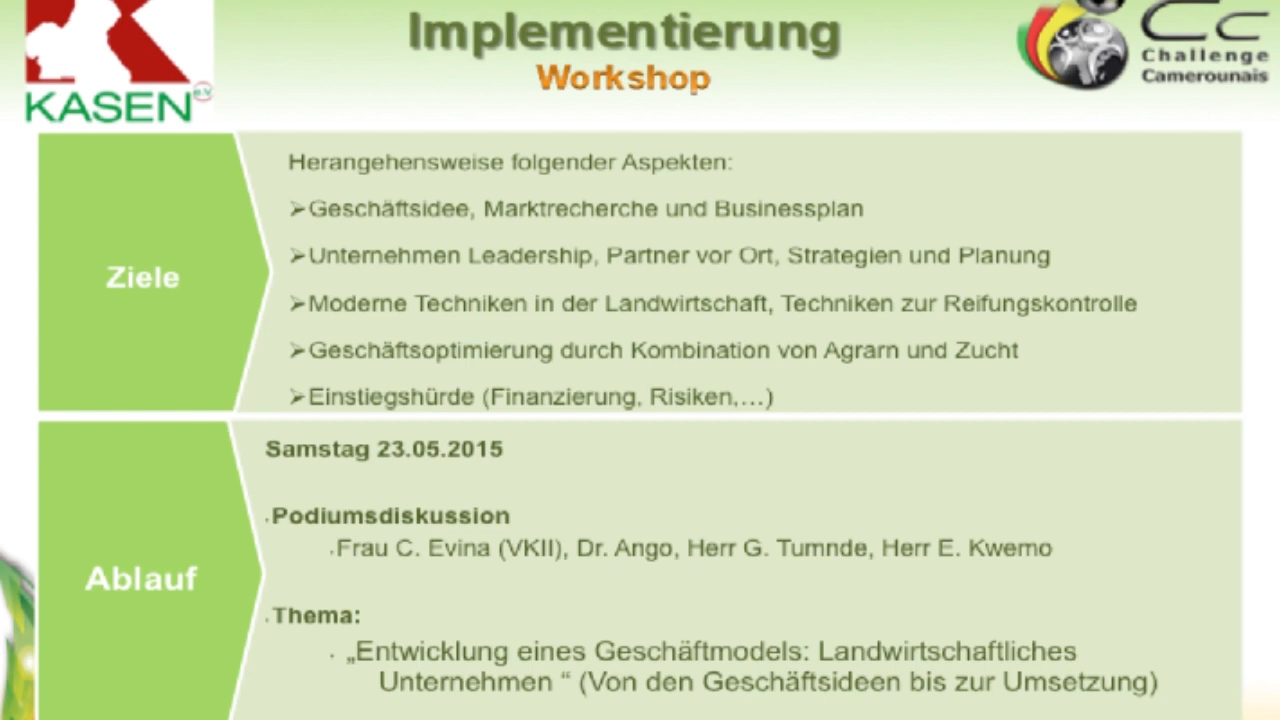 Implementierung
Workshop
KASEN e.V
Cc
Challenge
Camerounais
Ziele
Herangehensweise folgender Aspekten:
➢Geschäftsidee, Marktrecherche und Businessplan
➢Unternehmen Leadership, Partner vor Ort, Strategien und Planung
➢Moderne Techniken in der Landwirtschaft, Techniken zur Reifungskontrolle
➢Geschäftsoptimierung durch Kombination von Agrarn und Zucht
➢Einstiegshürde (Finanzierung, Risiken,…)
Ablauf
Samstag 23.05.2015
·Podiumsdiskussion
·Frau C. Evina (VKII), Dr. Ango, Herr G. Tumnde, Herr E. Kwemo
·Thema:
· „Entwicklung eines Geschäftmodels: Landwirtschaftliches
Unternehmen “ (Von den Geschäftsideen bis zur Umsetzung)